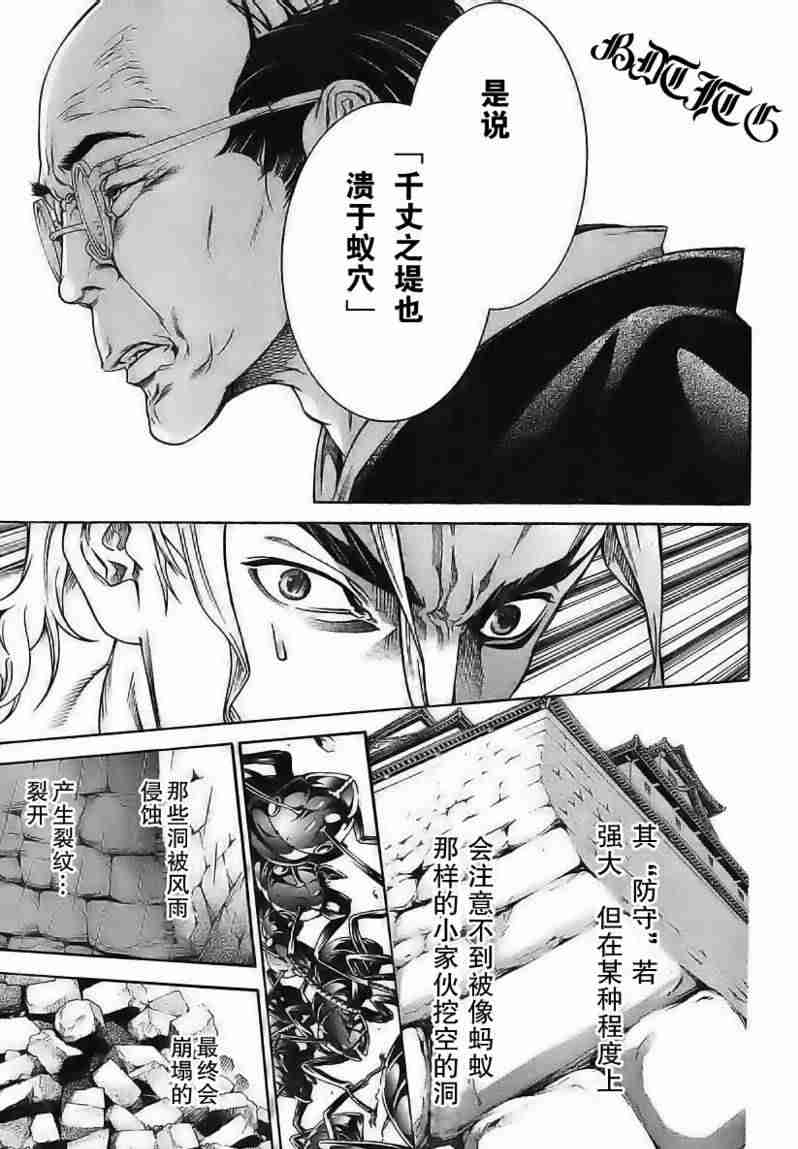 BDTJTG
是说
「千丈之堤也
溃于蚁穴」
其“防守”若
强大 但在某种程度上
会注意不到被像蚂蚁
那样的小家伙挖空的洞
那些洞被风雨
侵蚀
产生裂纹…
裂开
最终会
崩塌的